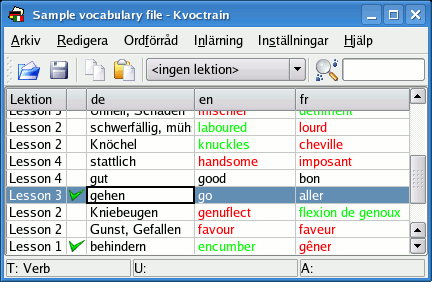 Sample vocabulary file - Kvoctrain
Arkiv Redigera Ordförråd Inlärning Inställningar Hjälp
<ingen lektion>
Lektion de en fr
Lesson 3 Unheil, Schaden mischief détriment
Lesson 2 schwerfällig, müh laboured lourd
Lesson 2 Knöchel knuckles cheville
Lesson 4 stattlich handsome imposant
Lesson 4 gut good bon
Lesson 3 gehen go aller
Lesson 2 Kniebeugen genuflect flexion de genoux
Lesson 2 Gunst, Gefallen favour faveur
Lesson 1 behindern encumber gêner
T: Verb U: A: